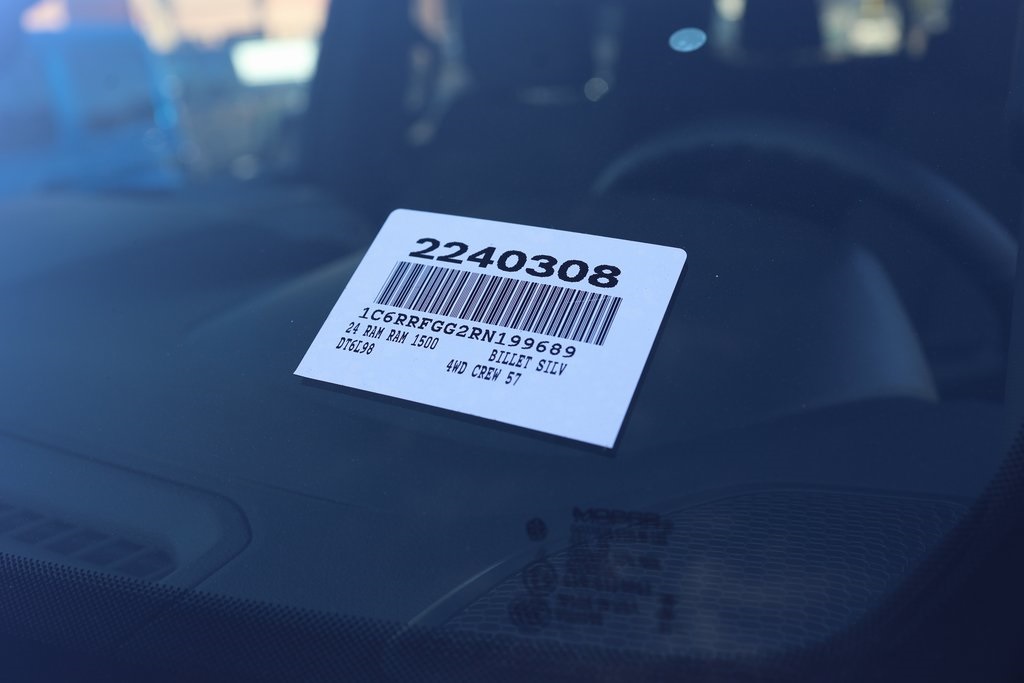 2240308
1C6RRFGG2RN199689
24 RAM RAM 1500 BILLET SILV
DT6L98 4WD CREW 57
MOPAR